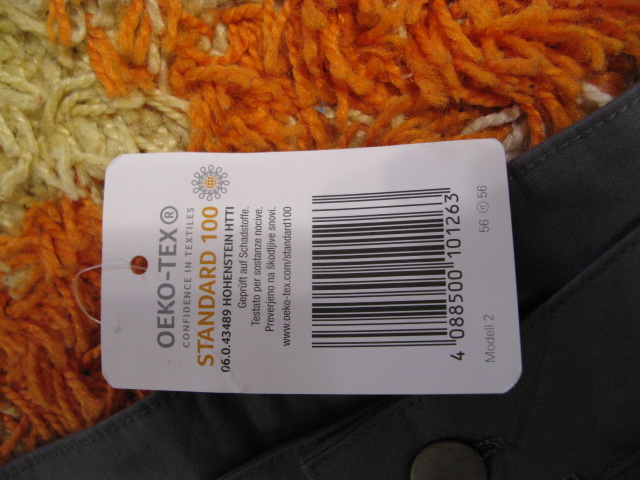 OEKO-TEX®
CONFIDENCE IN TEXTILES
STANDARD 100
06.0.43489 HOHENSTEIN HTTI
Geprüft auf Schadstoffe.
Testato per sostanze nocive.
Preverjeno na škodljive snovi.
www.oeko-tex.com/standard100
4 088500 101263
56 56
Modell 2